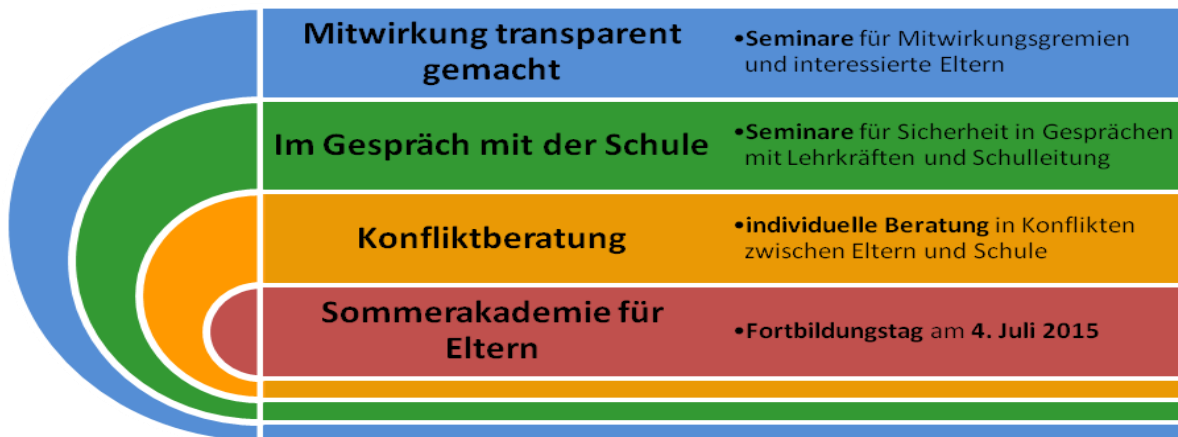 Mitwirkung transparent
gemacht
•Seminare für Mitwirkungsgremien
und interessierte Eltern
Im Gespräch mit der Schule
•Seminare für Sicherheit in Gesprächen
mit Lehrkräften und Schulleitung
Konfliktberatung
•individuelle Beratung in Konflikten
zwischen Eltern und Schule
Sommerakademie für
Eltern
•Fortbildungstag am 4. Juli 2015